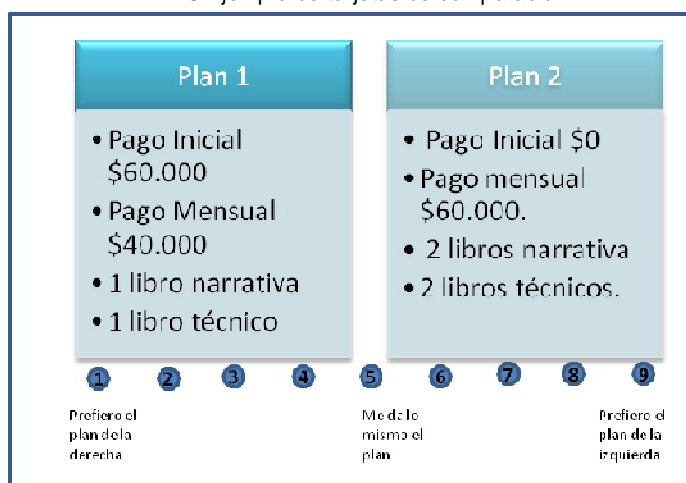 Plan 1
• Pago Inicial
$60.000
• Pago Mensual
$40.000
• 1 libro narrativa
• 1 libro técnico
Plan 2
• Pago Inicial $0
• Pago mensual
$60.000.
• 2 libros narrativa
• 2 libros técnicos.
1 2 3 4 5 6 7 8 9
Prefiero el
plan de la
derecha
Me da lo
mismo el
plan
Prefiero el
plan de la
izquierda